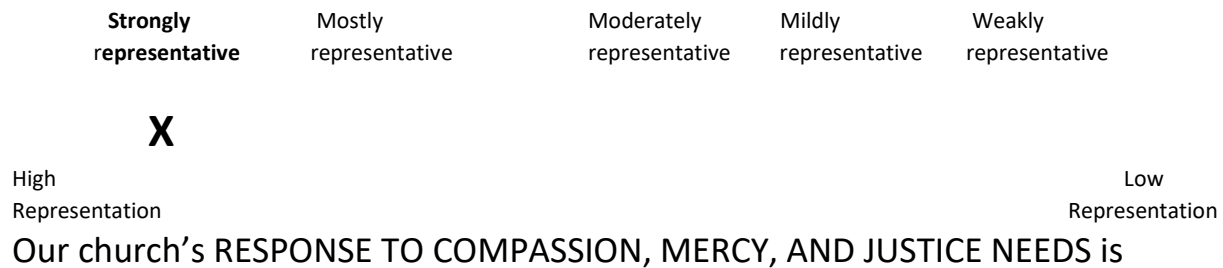 Strongly Mostly Moderately Mildly Weakly
representative representative representative representative representative
X
High Low
Representation Representation
Our church’s RESPONSE TO COMPASSION, MERCY, AND JUSTICE NEEDS is